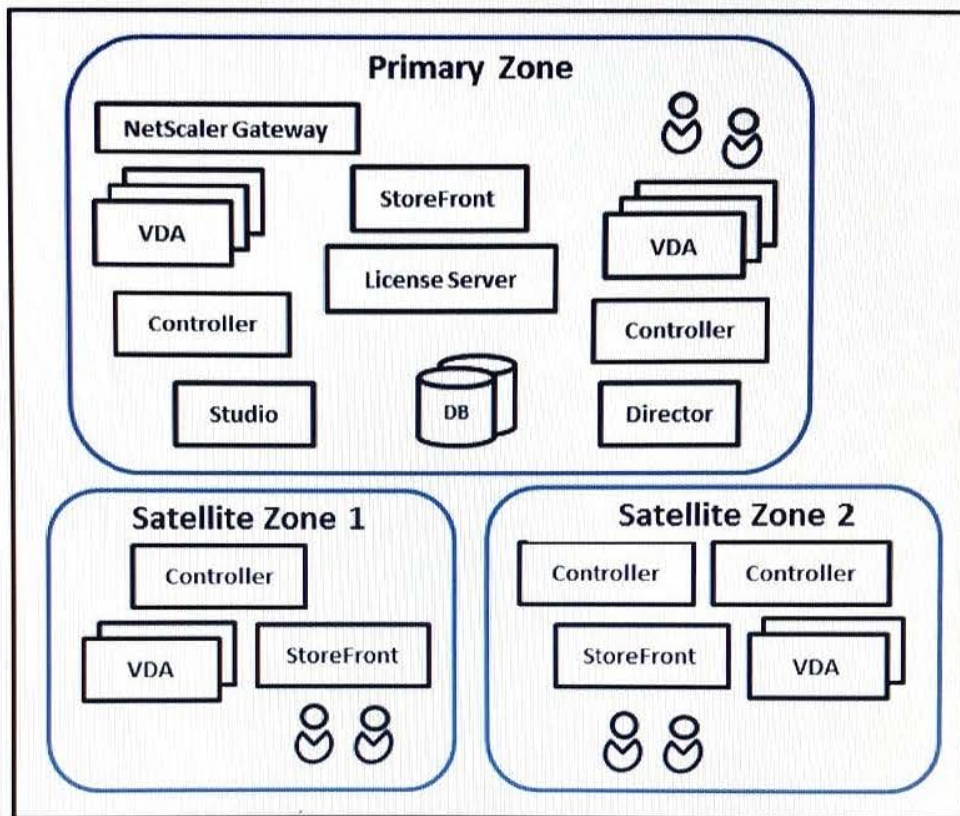 Primary Zone
NetScaler Gateway
StoreFront
VDA
VDA
License Server
Controller
Controller
Studio
DB
Director
Satellite Zone 1
Controller
VDA
StoreFront
Satellite Zone 2
Controller
Controller
StoreFront
VDA